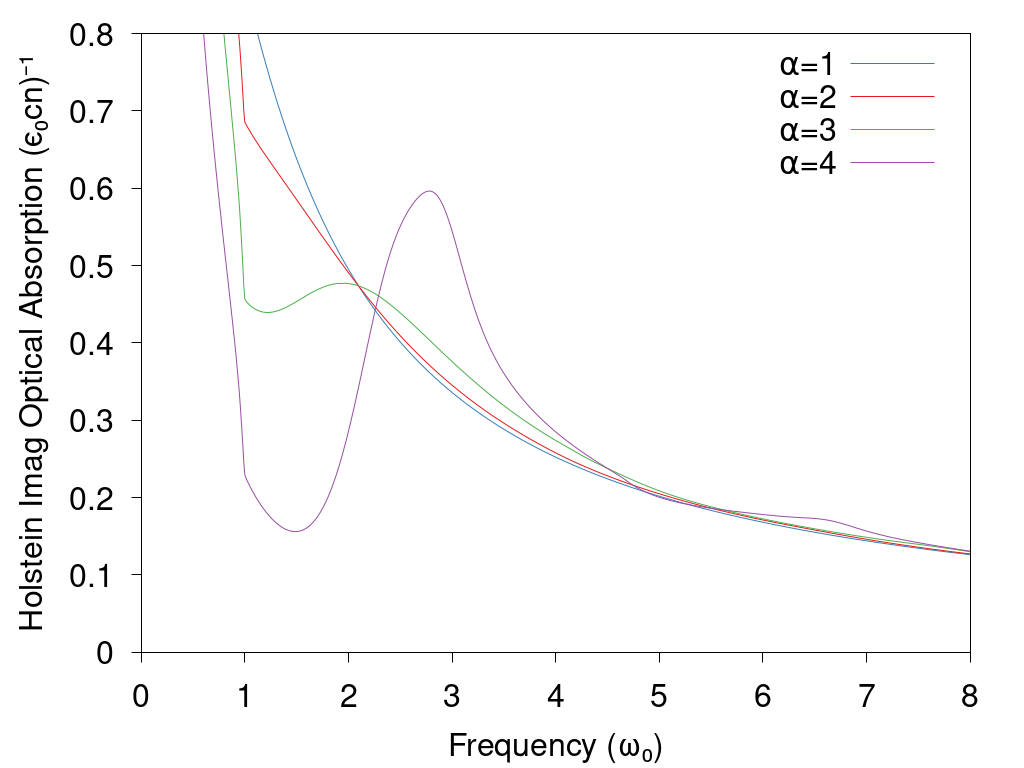 Holstein Imag Optical Absorption (ϵ₀cn)⁻¹
0.8
0.7
0.6
0.5
0.4
0.3
0.2
0.1
0
0 1 2 3 4 5 6 7 8
Frequency (ω₀)
α=1
α=2
α=3
α=4